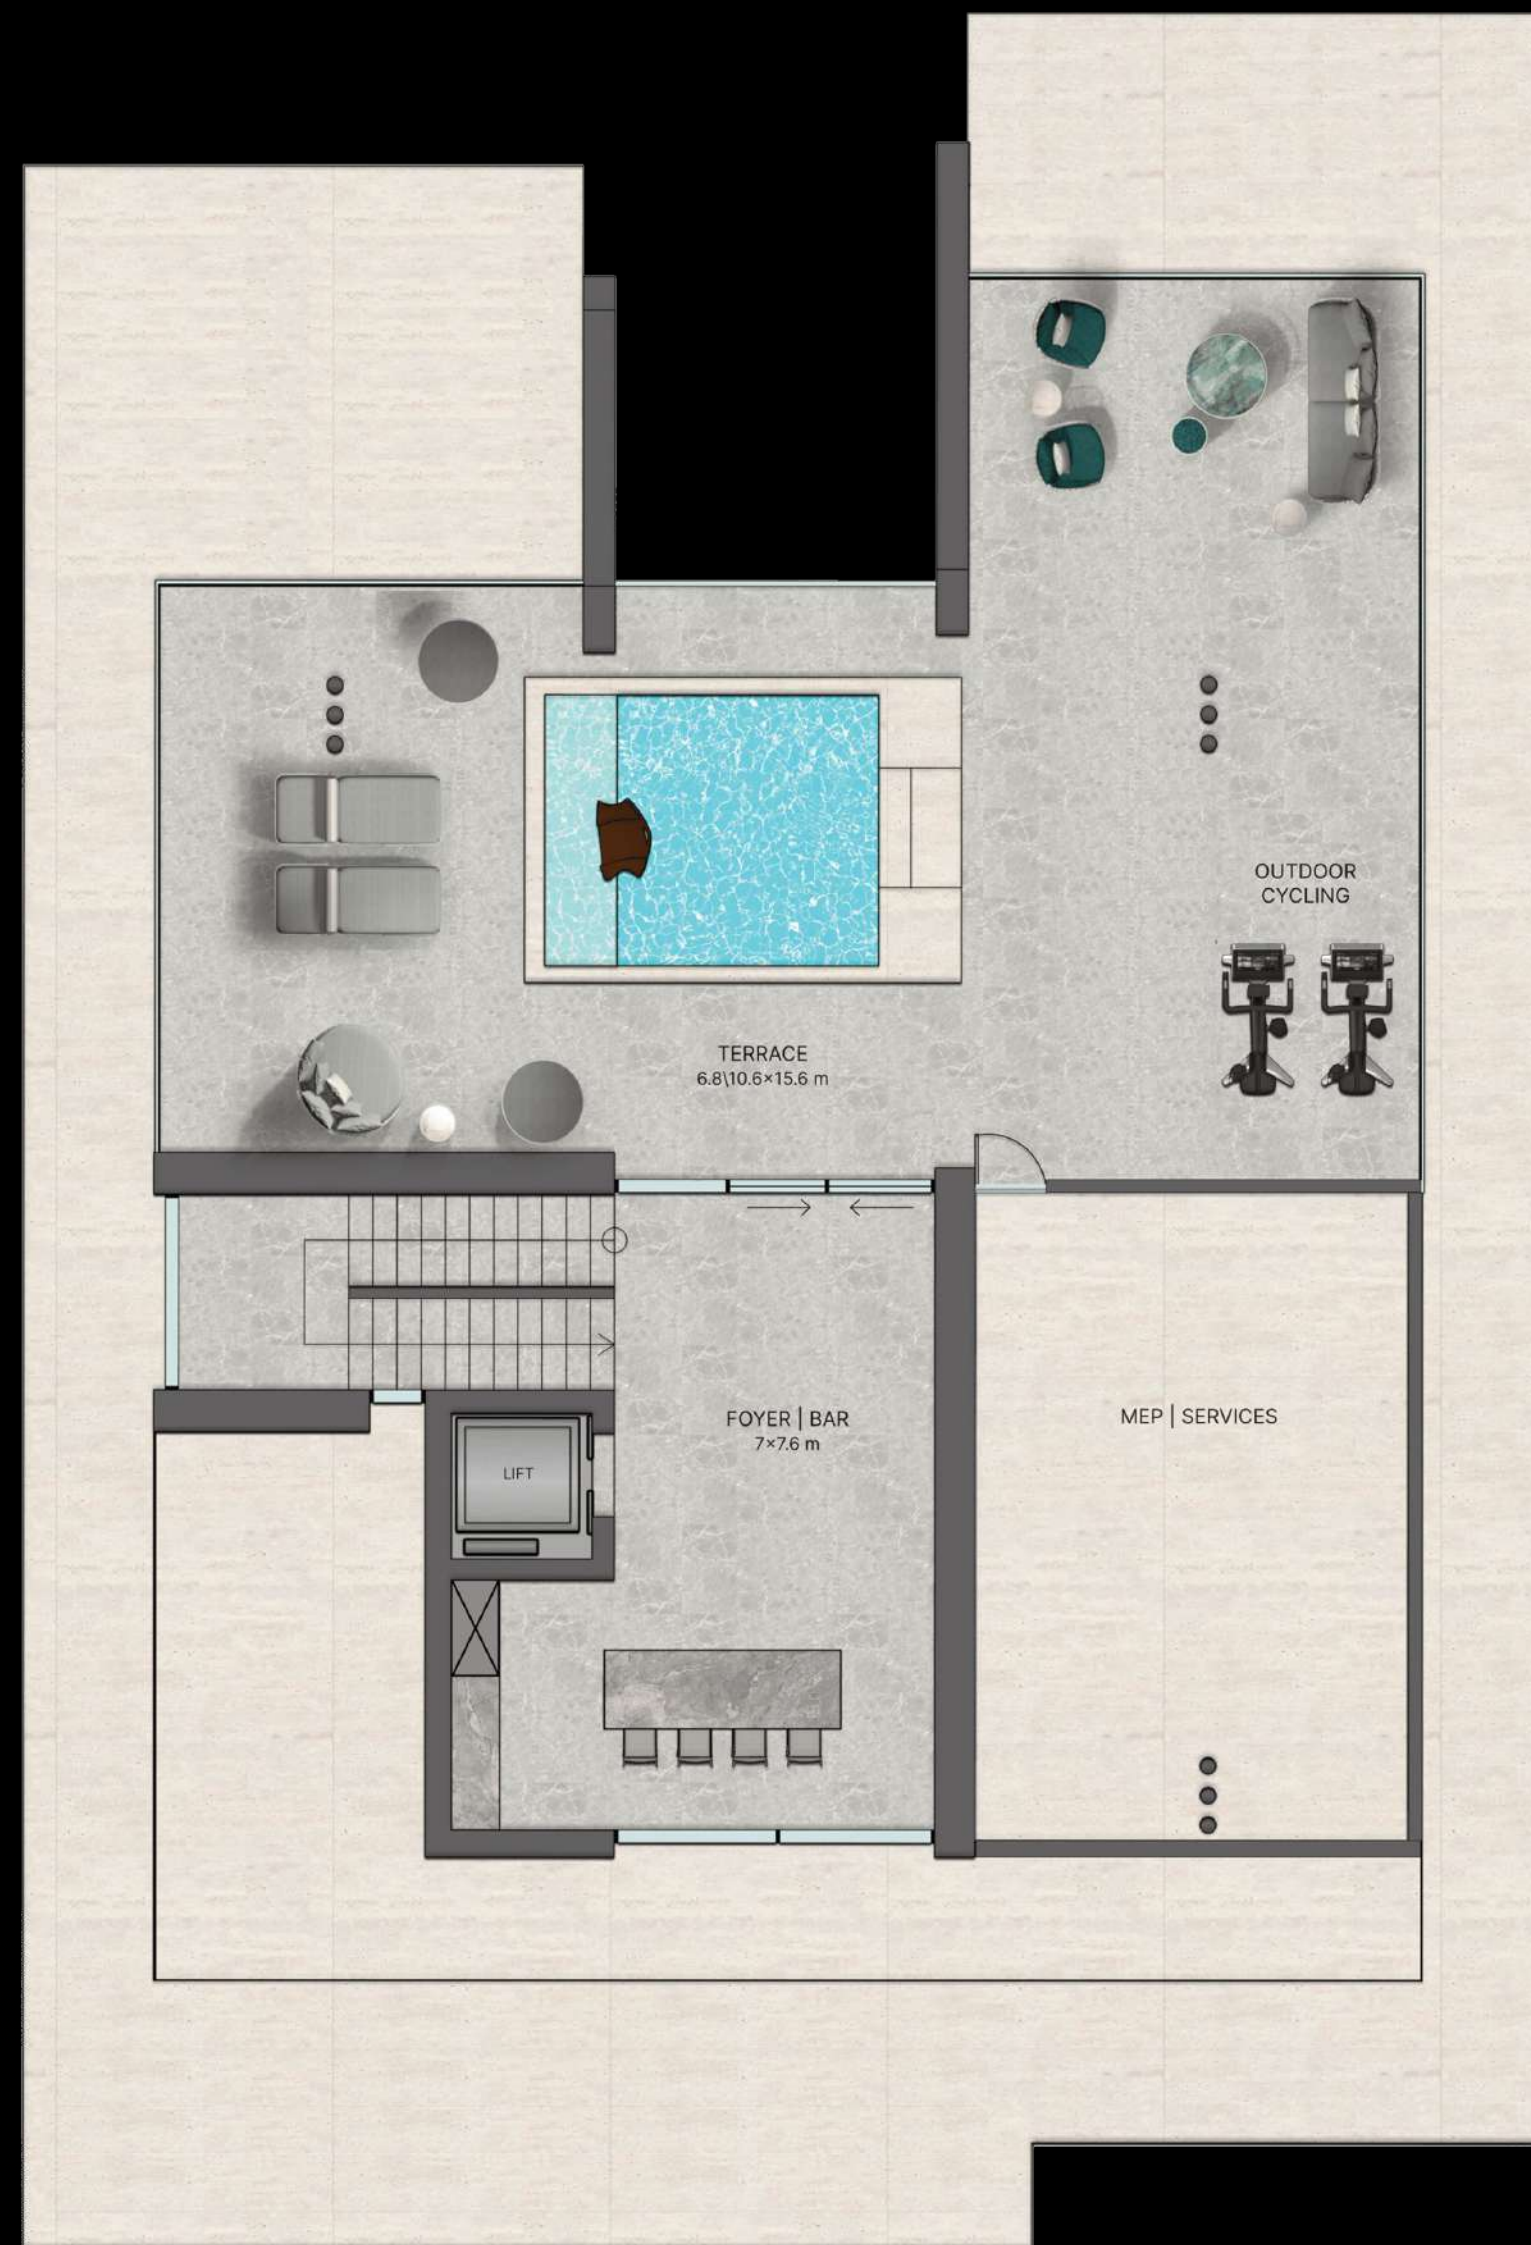 OUTDOOR
CYCLING
TERRACE
6.8\10.6×15.6 m
FOYER | BAR
7×7.6 m
MEP | SERVICES
LIFT